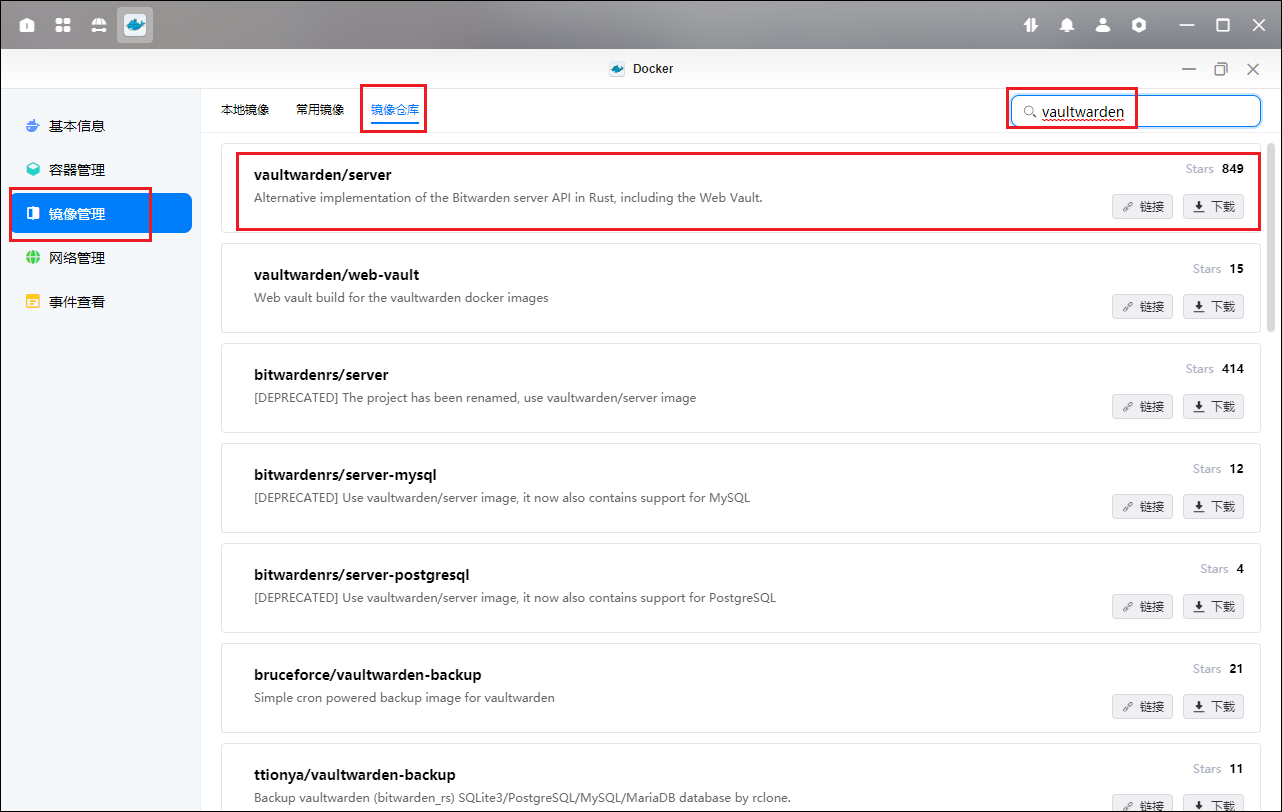 Docker
基本信息
容器管理
镜像管理
网络管理
事件查看
本地镜像 常用镜像 镜像仓库
vaultwarden
vaultwarden/server
Stars 849
Alternative implementation of the Bitwarden server API in Rust, including the Web Vault.
链接 下载
vaultwarden/web-vault
Stars 15
Web vault build for the vaultwarden docker images
链接 下载
bitwardenrs/server
Stars 414
[DEPRECATED] The project has been renamed, use vaultwarden/server image
链接 下载
bitwardenrs/server-mysql
Stars 12
[DEPRECATED] Use vaultwarden/server image, it now also contains support for MySQL
链接 下载
bitwardenrs/server-postgresql
Stars 4
[DEPRECATED] Use vaultwarden/server image, it now also contains support for PostgreSQL
链接 下载
bruceforce/vaultwarden-backup
Stars 21
Simple cron powered backup image for vaultwarden
链接 下载
ttionya/vaultwarden-backup
Stars 11
Backup vaultwarden (bitwarden_rs) SQLite3/PostgreSQL/MySQL/MariaDB database by rclone.
链接 下载